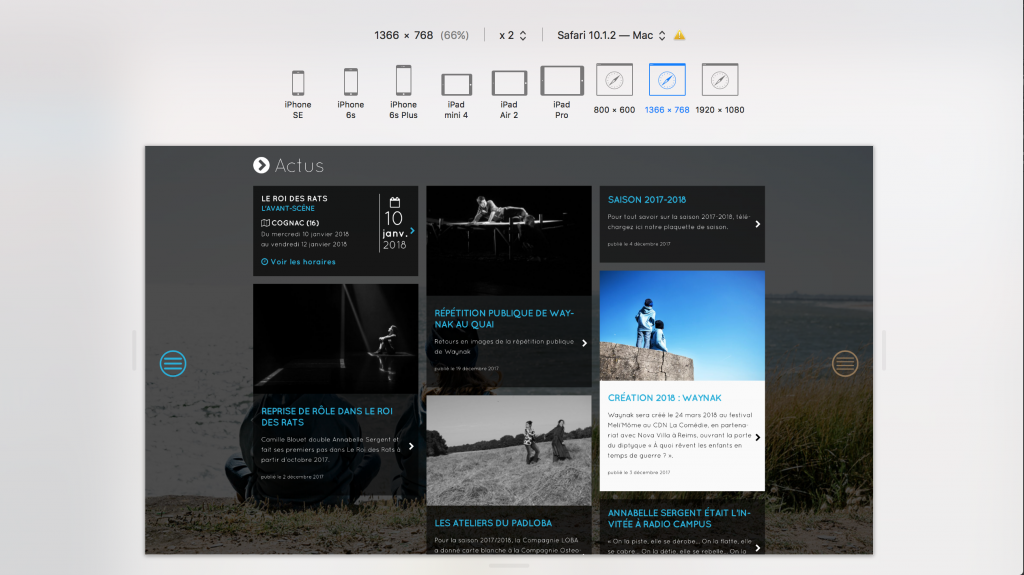 1366 × 768 (66%)
x 2
Safari 10.1.2 — Mac
iPhone
SE
iPhone
6s
iPhone
6s Plus
iPad
mini 4
iPad
Air 2
iPad
Pro
800 × 600
1366 × 768
1920 × 1080
Actus
LE ROI DES RATS
L'AVANT-SCÈNE
COGNAC (16)
Du mercredi 10 janvier 2018
au vendredi 12 janvier 2018
Voir les horaires
10
janv.
2018
REPRISE DE RÔLE DANS LE ROI
DES RATS
Camille Blouet double Annabelle Sergent et
fait ses premiers pas dans Le Roi des Rats à
partir d'octobre 2017.
publié le 2 décembre 2017
RÉPÉTITION PUBLIQUE DE WAY-
NAK AU QUAI
Retours en images de la répétition publique
de Waynak
publié le 19 décembre 2017
LES ATELIERS DU PADLOBA
Pour la saison 2017/2018, la Compagnie LOBA
a donné carte blanche à la Compagnie Osteo-
SAISON 2017-2018
Pour tout savoir sur la saison 2017-2018, télé-
chargez ici notre plaquette de saison.
publié le 4 décembre 2017
CRÉATION 2018 : WAYNAK
Waynak sera créé le 24 mars 2018 au festival
Meli'Môme au CDN La Comédie, en partena-
riat avec Nova Villa à Reims, ouvrant la porte
du diptyque « À quoi rêvent les enfants en
temps de guerre ? ».
publié le 3 décembre 2017
ANNABELLE SERGENT ÉTAIT L'IN-
VITÉE À RADIO CAMPUS
« On la piste, elle se dérobe... On la flatte, elle
se cabre... On la défie, elle se rebelle... On la